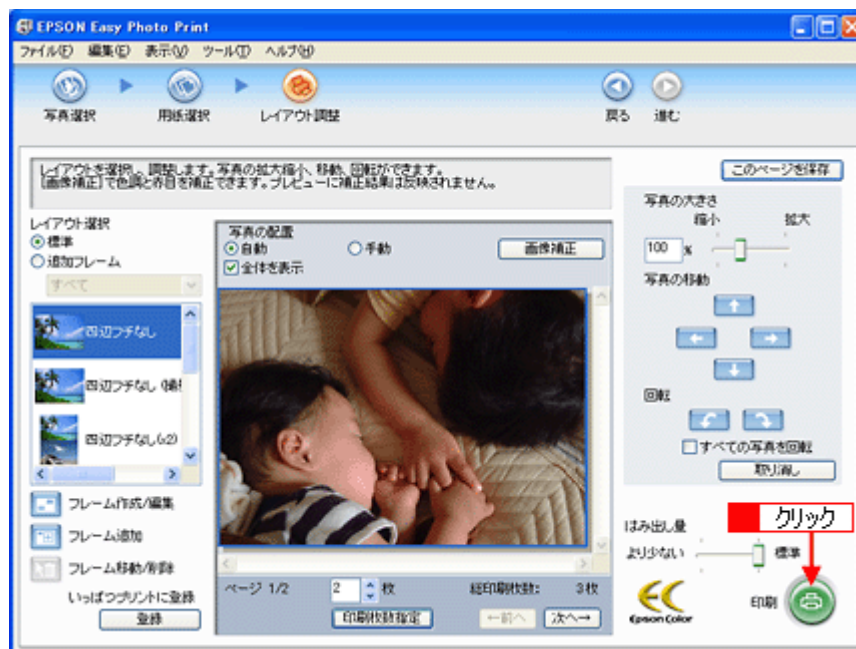 EPSON Easy Photo Print
ファイル(F) 編集(E) 表示(V) ツール(T) ヘルプ(H)
写真選択 用紙選択 レイアウト調整 戻る 進む
レイアウトを選択し、調整します。写真の拡大縮小、移動、回転ができます。
[画像補正]で色調と赤目を補正できます。プレビューに補正結果は反映されません。
このページを保存
レイアウト選択
標準
追加フレーム
すべて
四辺フチなし
四辺フチなし
四辺フチなし(x2)
フレーム作成/編集
フレーム追加
フレーム移動/削除
いっぱつプリントに登録
登録
写真の配置
自動 手動 画像補正
全体を表示
ページ 1/2 2 枚 総印刷枚数: 3枚
印刷枚数指定 ←前へ 次へ→
写真の大きさ
縮小 拡大
100 %
写真の移動
回転
すべての写真を回転
取り消し
クリック
はみ出し量
より少ない 標準
Epson Color
印刷